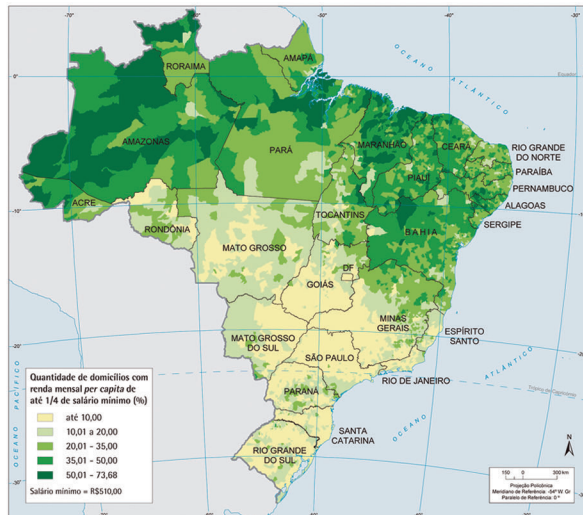 -70°
-60°
-50°
-40°
OCEANO ATLÂNTICO
RORAIMA
AMAPÁ
Equador
0°
0°
AMAZONAS
PARÁ
MARANHÃO
CEARÁ
RIO GRANDE
DO NORTE
PIAUÍ
PARAÍBA
PERNAMBUCO
ACRE
ALAGOAS
-10°
-10°
TOCANTINS
SERGIPE
RONDÔNIA
BAHIA
MATO GROSSO
DF
GOIÁS
MINAS
GERAIS
ESPÍRITO
SANTO
MATO GROSSO
DO SUL
-20°
-20°
SÃO PAULO
RIO DE JANEIRO
OCEANO PACÍFICO
OCEANO ATLÂNTICO
PARANÁ
SANTA
CATARINA
RIO GRANDE
DO SUL
-30°
-30°
Quantidade de domicílios com
renda mensal per capita de
até 1/4 de salário mínimo (%)
até 10,00
10,01 a 20,00
20,01 – 35,00
35,01 – 50,00
50,01 – 73,68
Salário mínimo = R$510,00
N
150 0 300 km
Projeção Policônica
Meridiano de Referência: -54º W. Gr
Paralelo de Referência: 0º